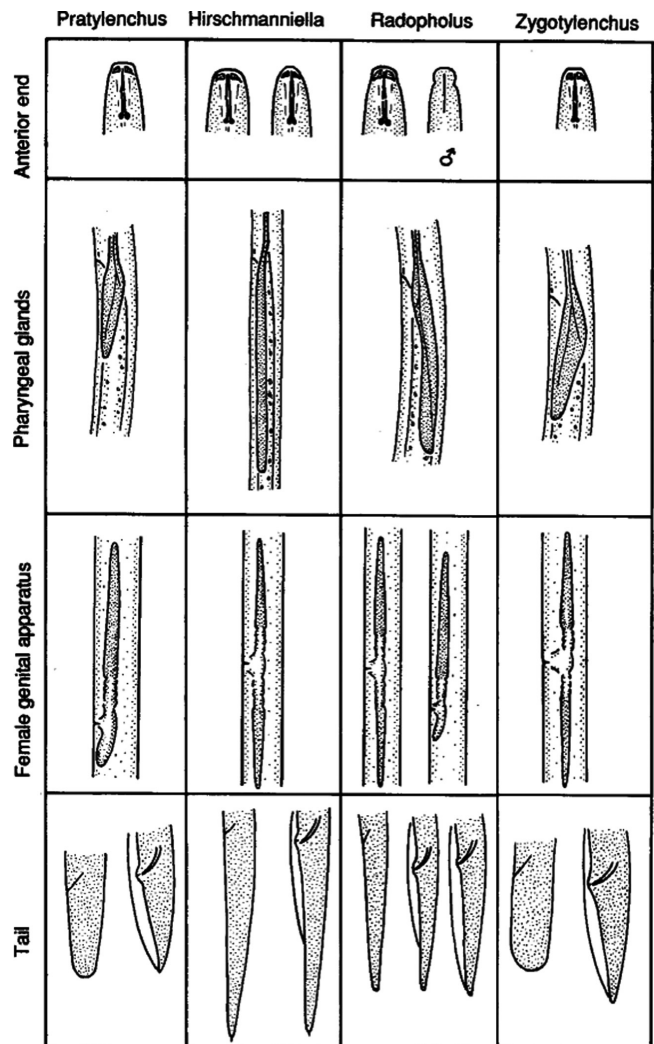 Pratylenchus Hirschmanniella Radopholus Zygotylenchus
Anterior end
♂
Pharyngeal glands
Female genital apparatus
Tail